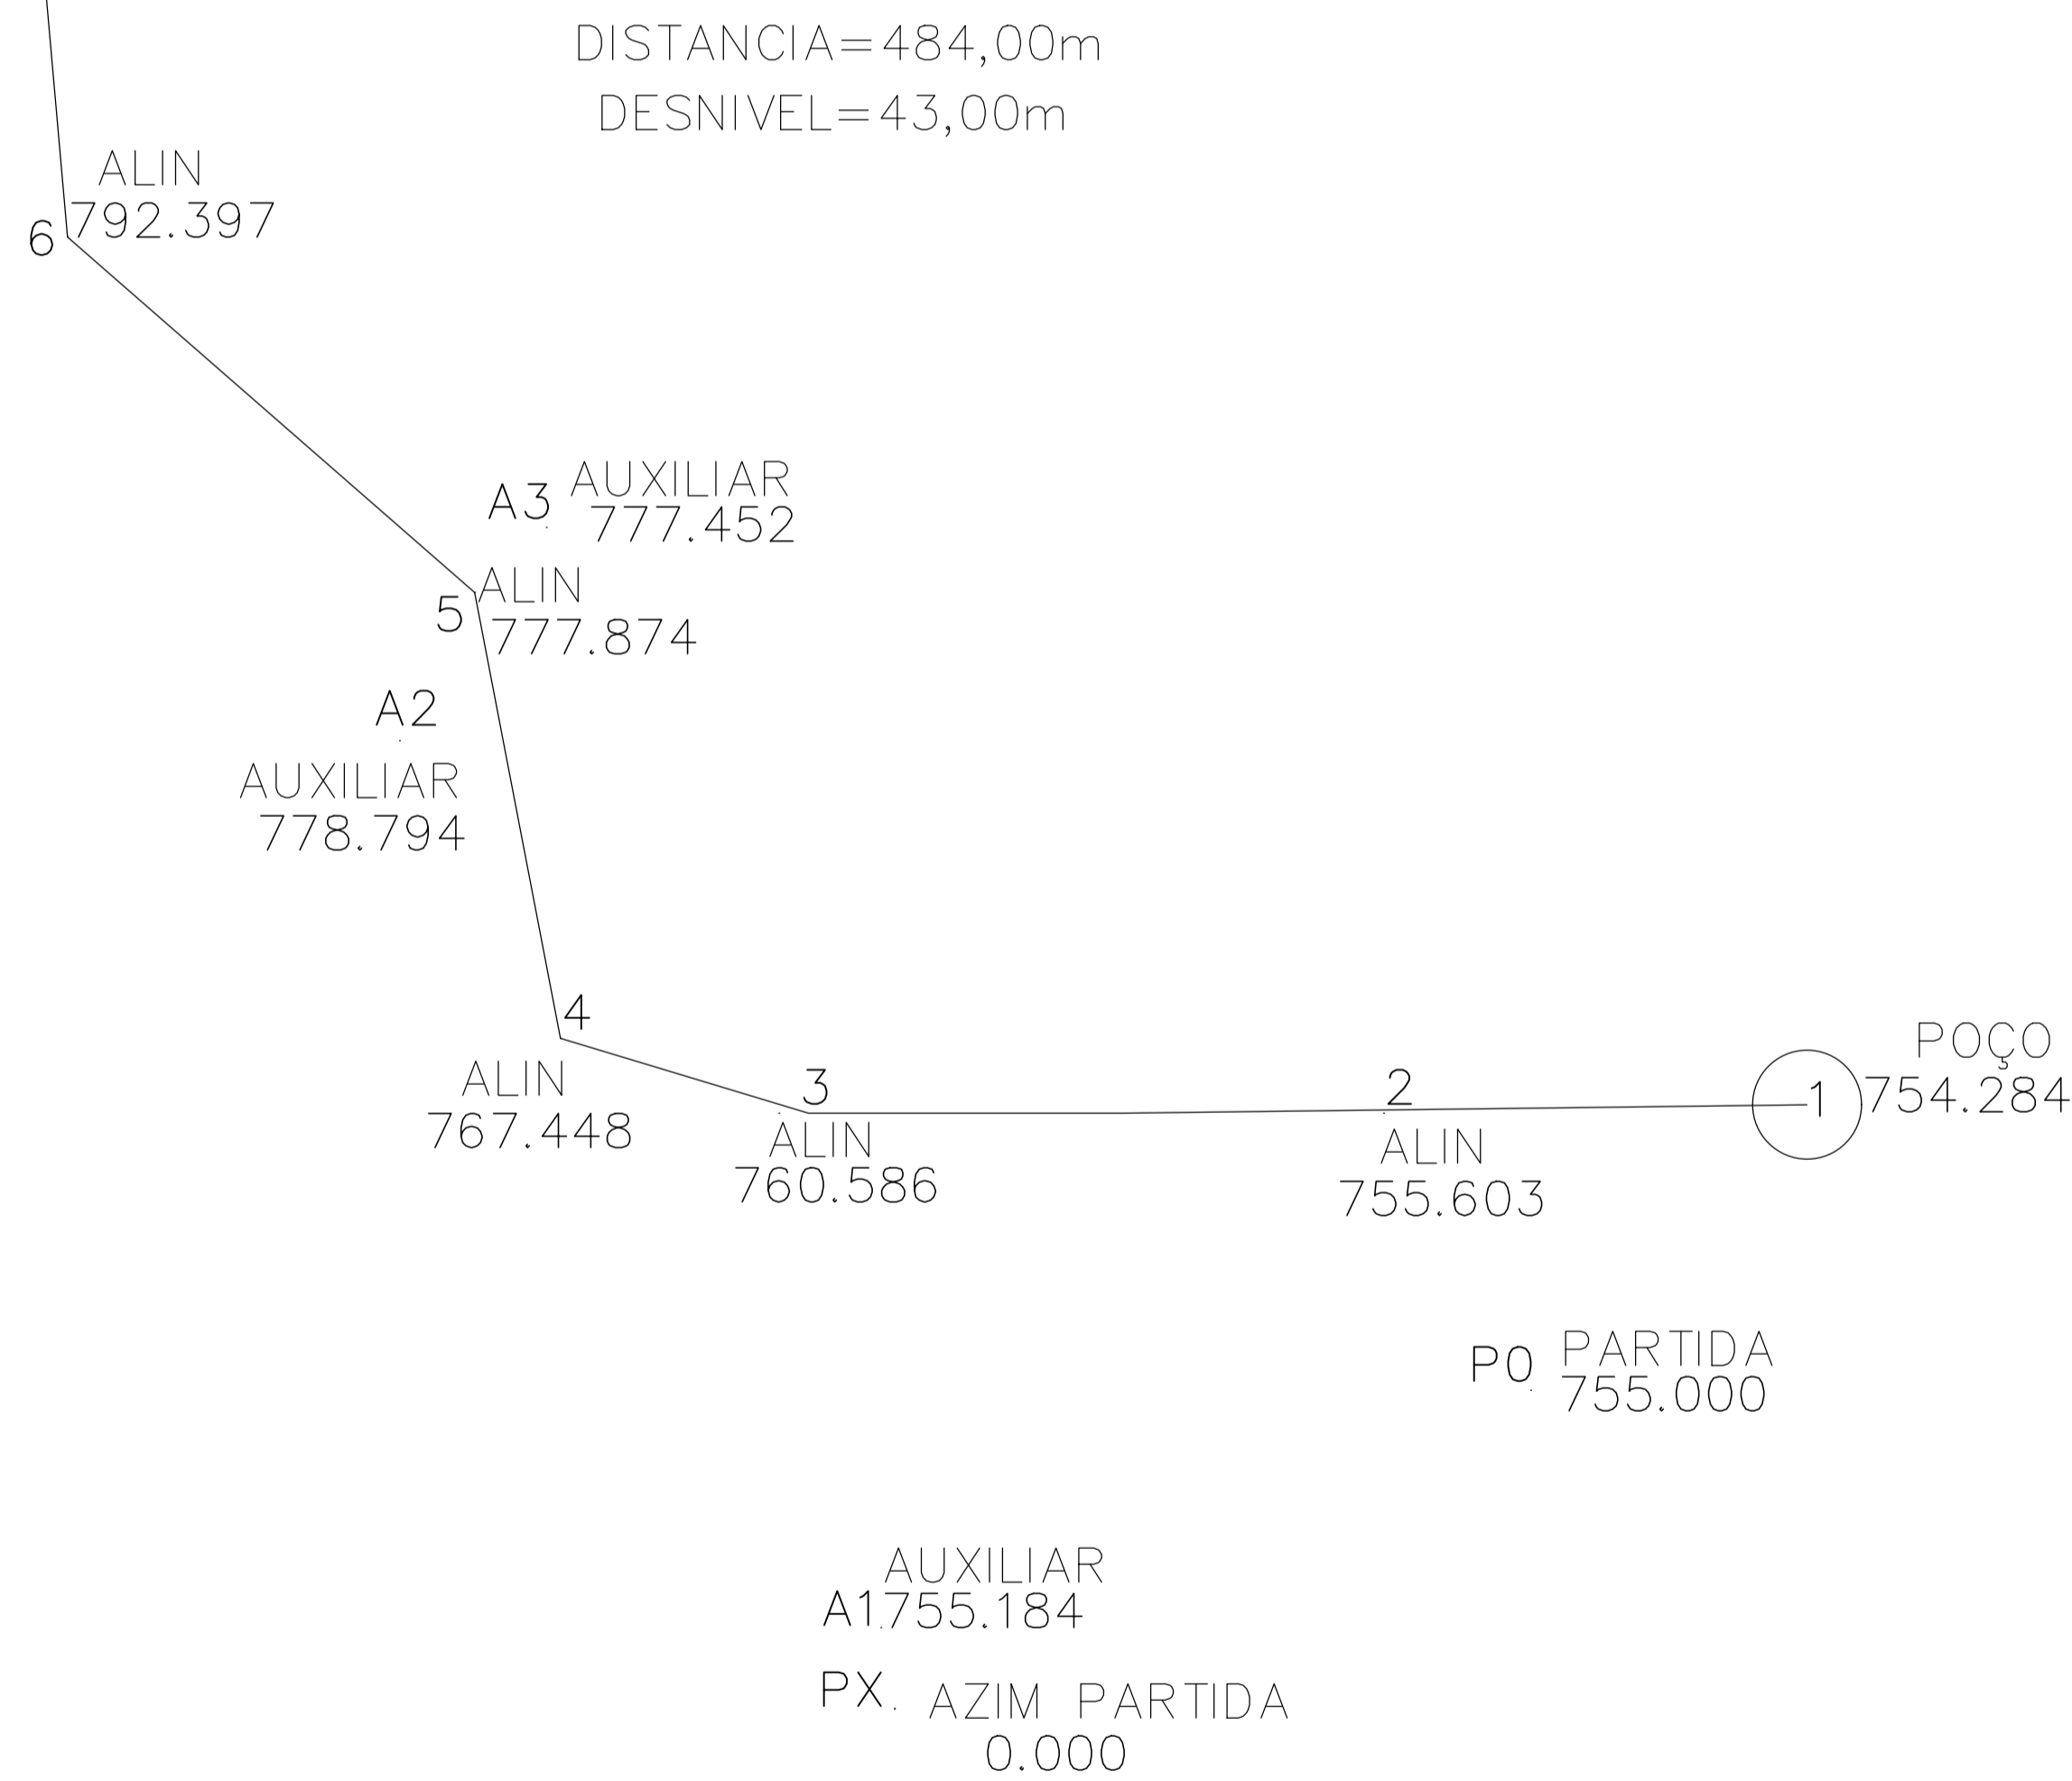 DISTANCIA=484,00m
DESNIVEL=43,00m
ALIN
792.397
6
A3
AUXILIAR
777.452
ALIN
5
777.874
A2
AUXILIAR
778.794
4
ALIN
767.448
3
ALIN
760.586
2
ALIN
755.603
POÇO
1
754.284
P0
PARTIDA
755.000
AUXILIAR
A1
755.184
PX
AZIM PARTIDA
0.000